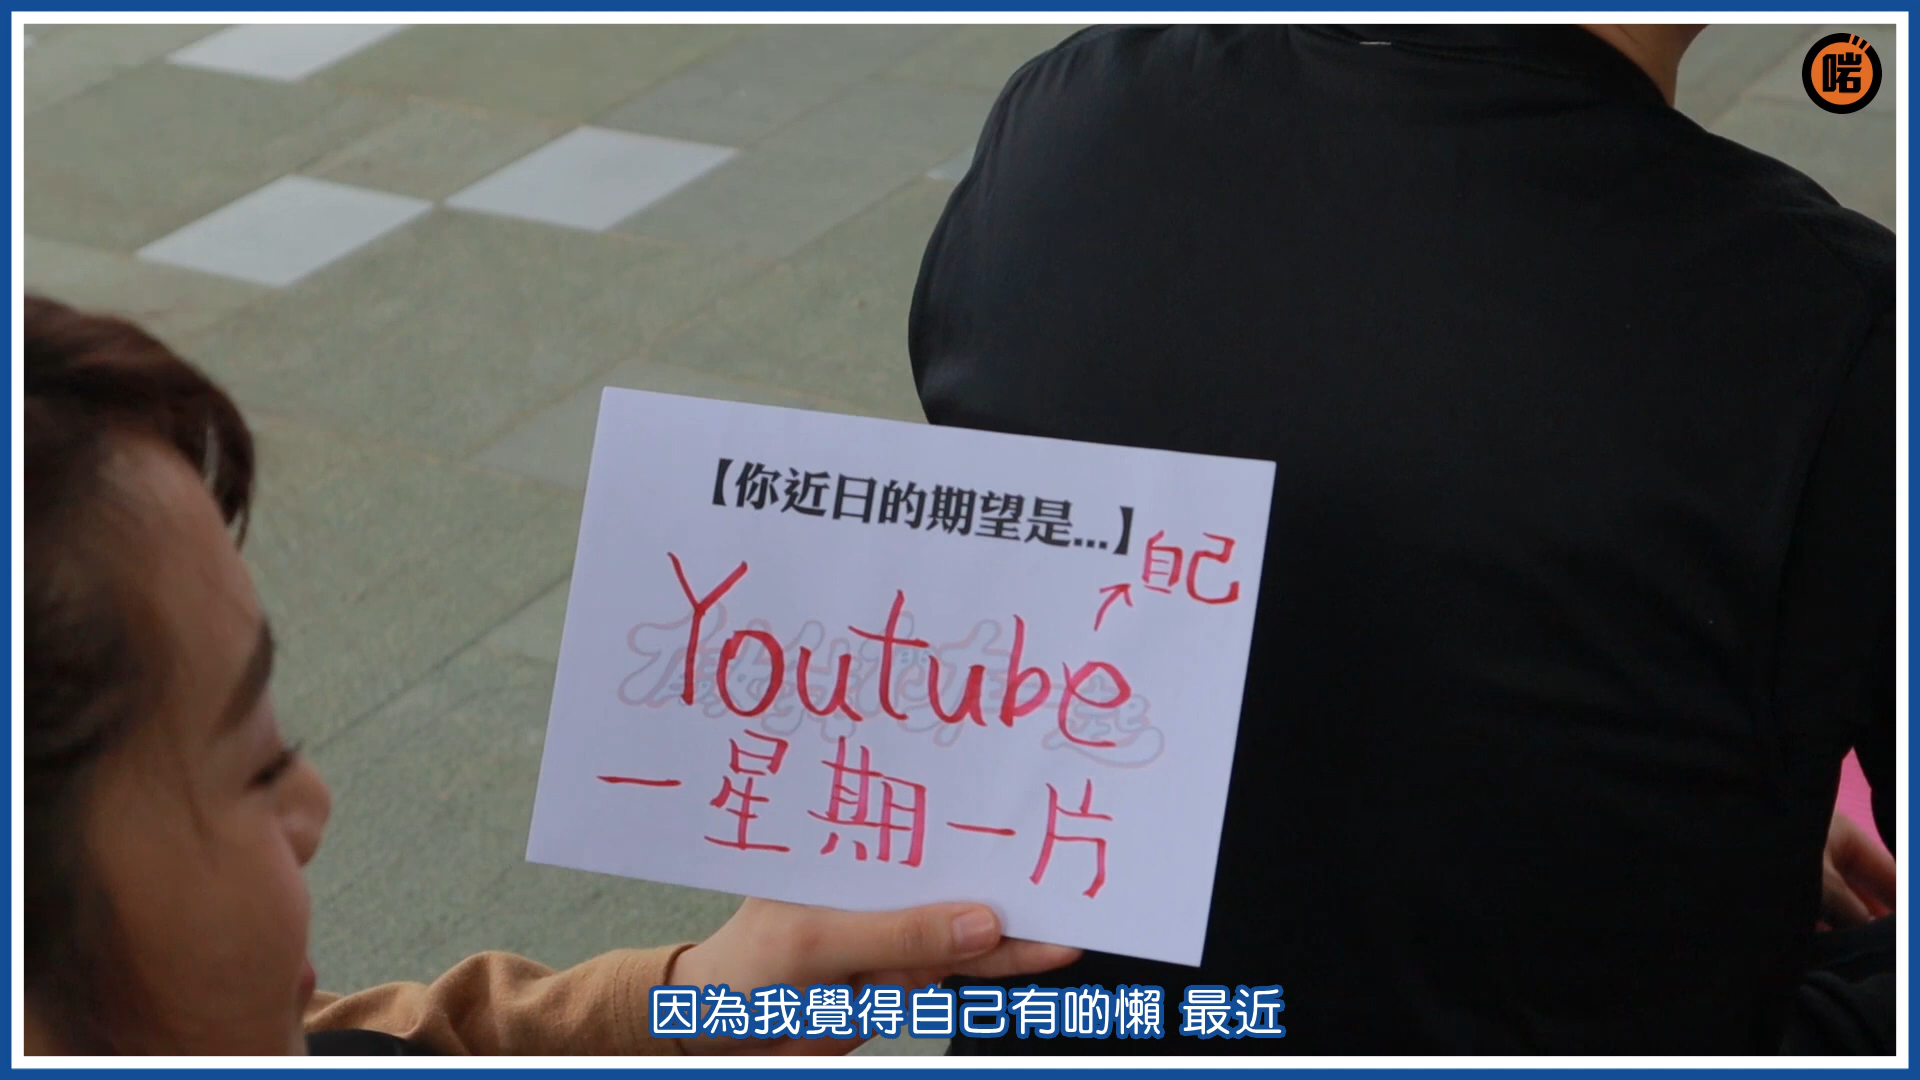 啱
【你近日的期望是...】
自己
Youtube
一星期一片
因為我覺得自己有啲懶 最近